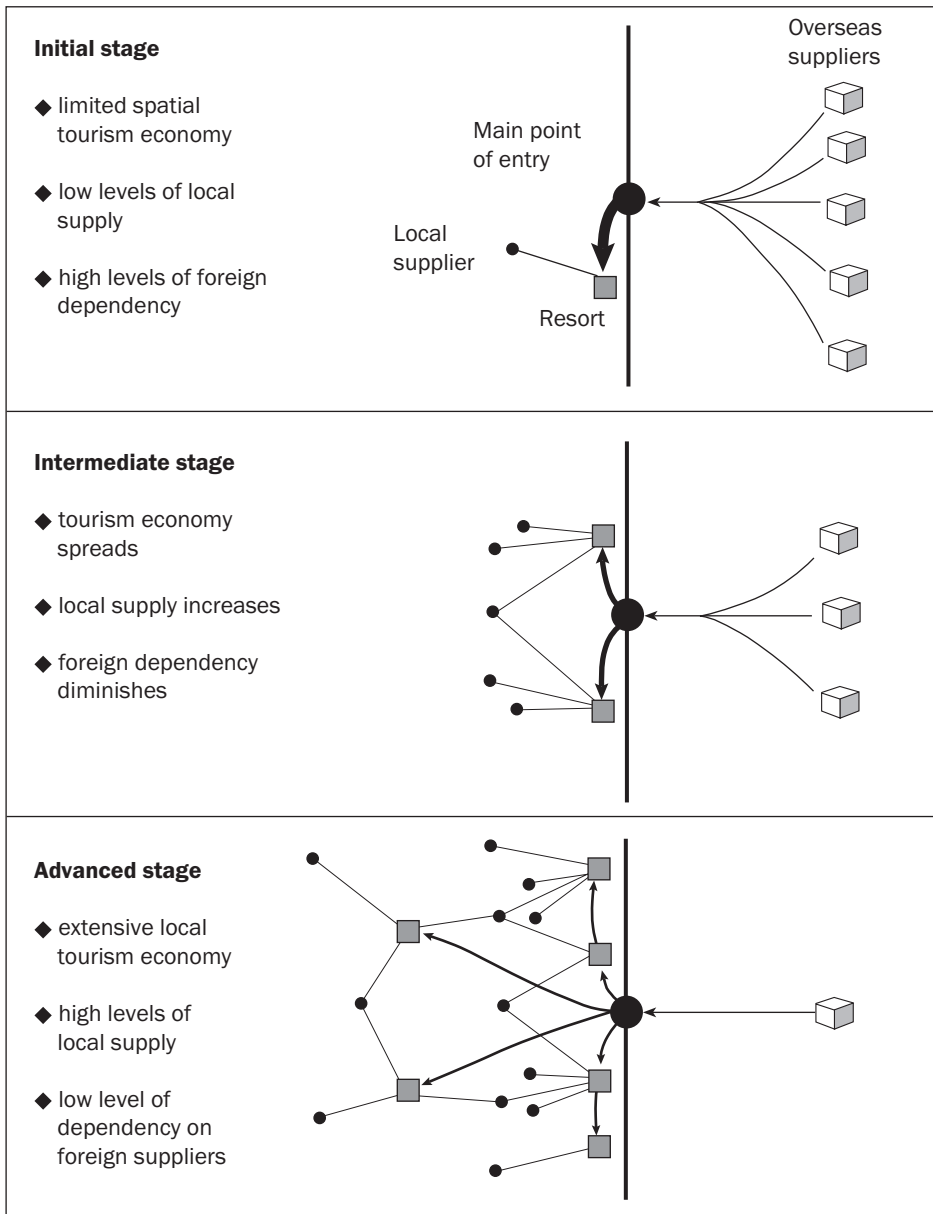 Initial stage
◆ limited spatial
tourism economy
◆ low levels of local
supply
◆ high levels of foreign
dependency
Overseas
suppliers
Main point
of entry
Local
supplier
Resort
Intermediate stage
◆ tourism economy
spreads
◆ local supply increases
◆ foreign dependency
diminishes
Advanced stage
◆ extensive local
tourism economy
◆ high levels of
local supply
◆ low level of
dependency on
foreign suppliers